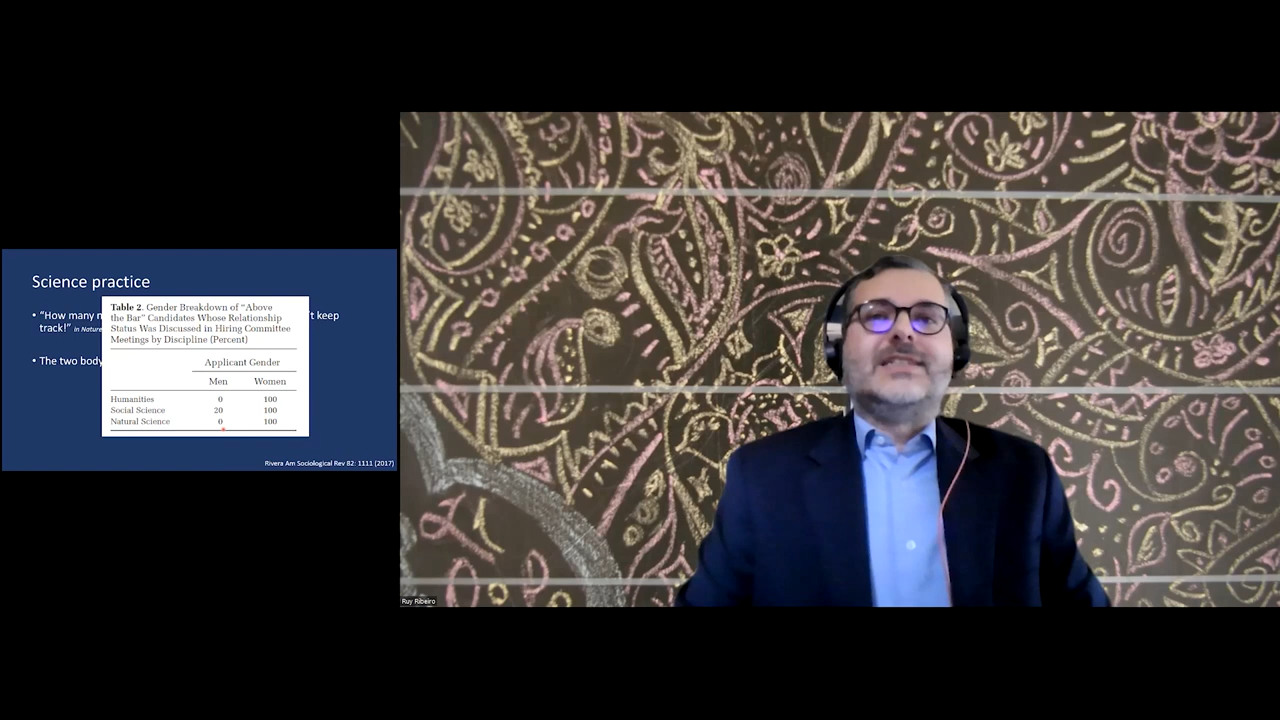 Science practice
• “How many m
’t keep
track!” in Nature
• The two body
Table 2. Gender Breakdown of “Above
the Bar” Candidates Whose Relationship
Status Was Discussed in Hiring Committee
Meetings by Discipline (Percent)
Applicant Gender
Men Women
Humanities 0 100
Social Science 20 100
Natural Science 0 100
Rivera Am Sociological Rev 82: 1111 (2017)
Ruy Ribeiro